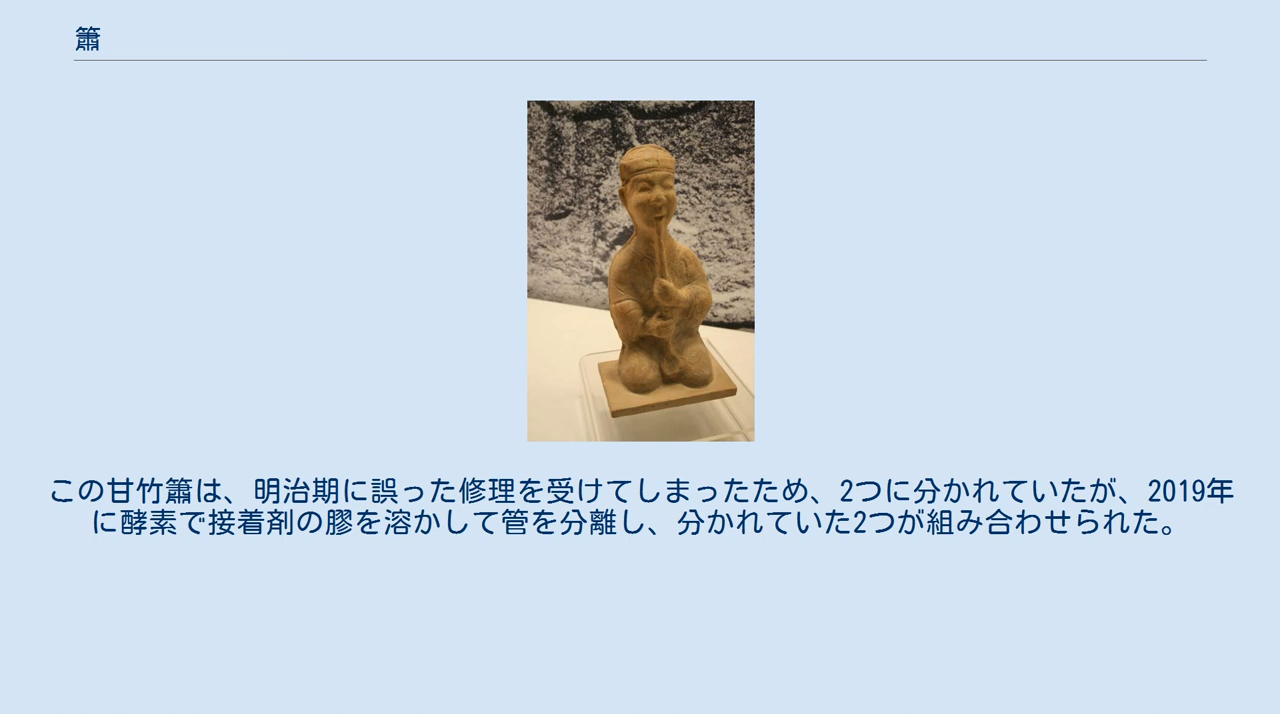 簫
この甘竹簫は、明治期に誤った修理を受けてしまったため、2つに分かれていたが、2019年
に酵素で接着剤の膠を溶かして管を分離し、分かれていた2つが組み合わせられた。